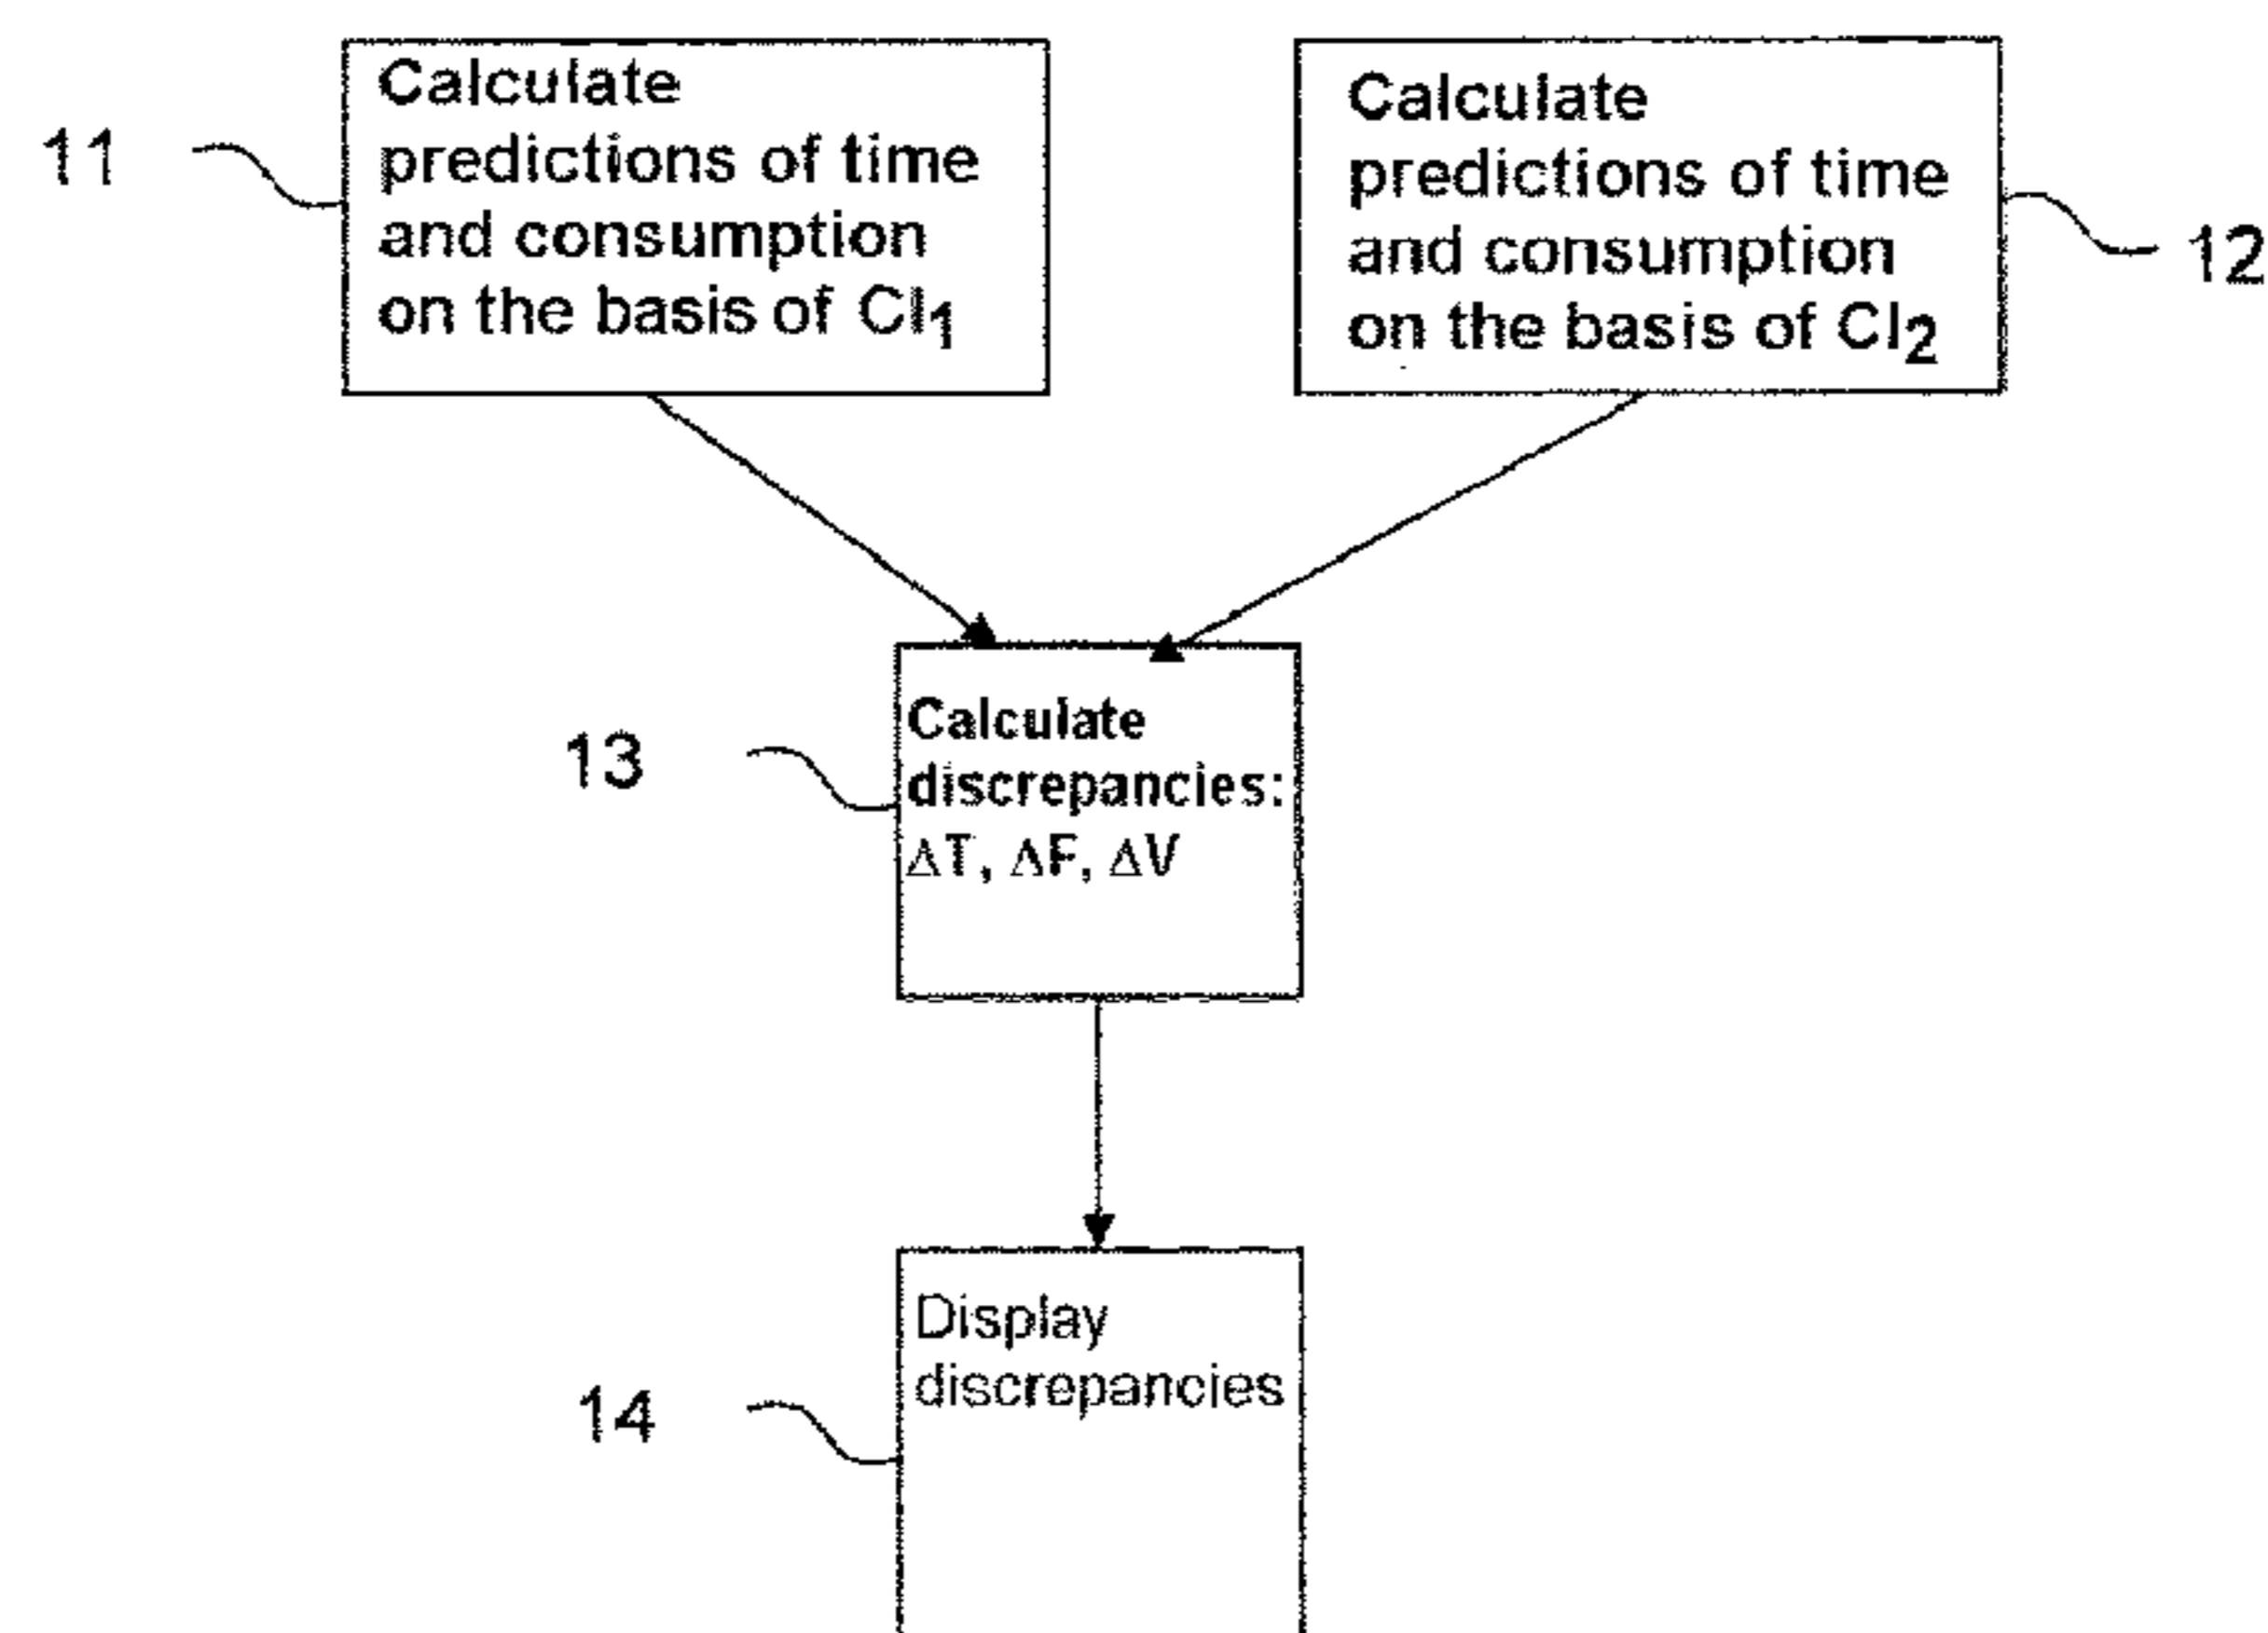 11
Calculate
predictions of time
and consumption
on the basis of CI₁
Calculate
predictions of time
and consumption
on the basis of CI₂
12
13
Calculate
discrepancies:
ΔT, ΔF, ΔV
14
Display
discrepancies